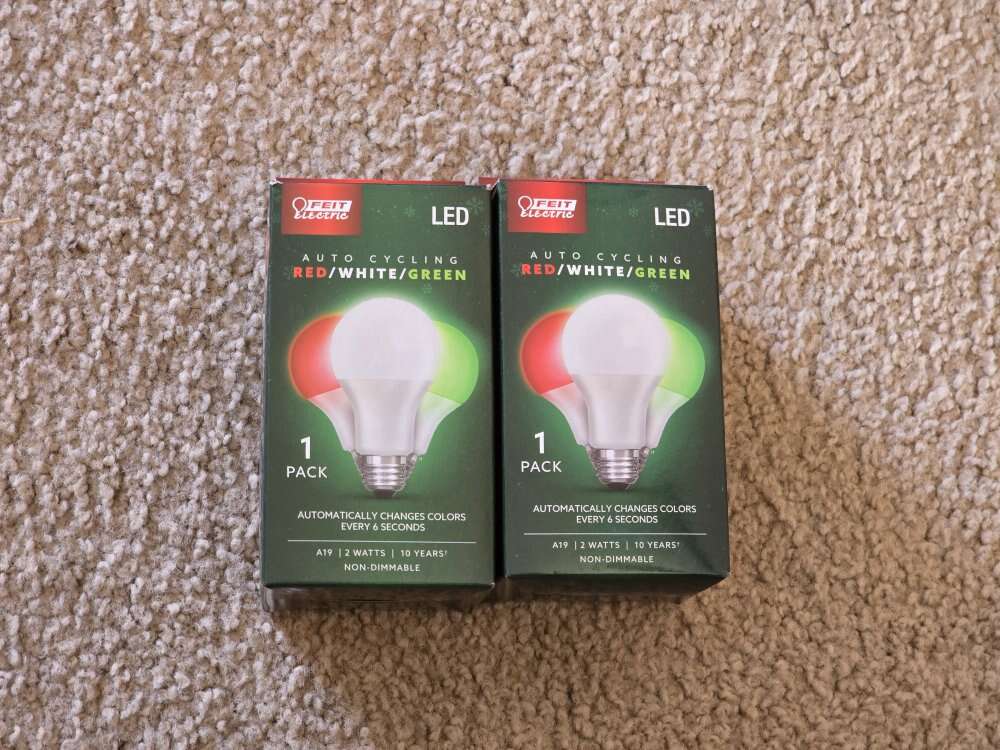 FEIT
electric
LED
AUTO CYCLING
RED/WHITE/GREEN
1
PACK
AUTOMATICALLY CHANGES COLORS
EVERY 6 SECONDS
A19 | 2 WATTS | 10 YEARS†
NON-DIMMABLE
FEIT
electric
LED
AUTO CYCLING
RED/WHITE/GREEN
1
PACK
AUTOMATICALLY CHANGES COLORS
EVERY 6 SECONDS
A19 | 2 WATTS | 10 YEARS†
NON-DIMMABLE